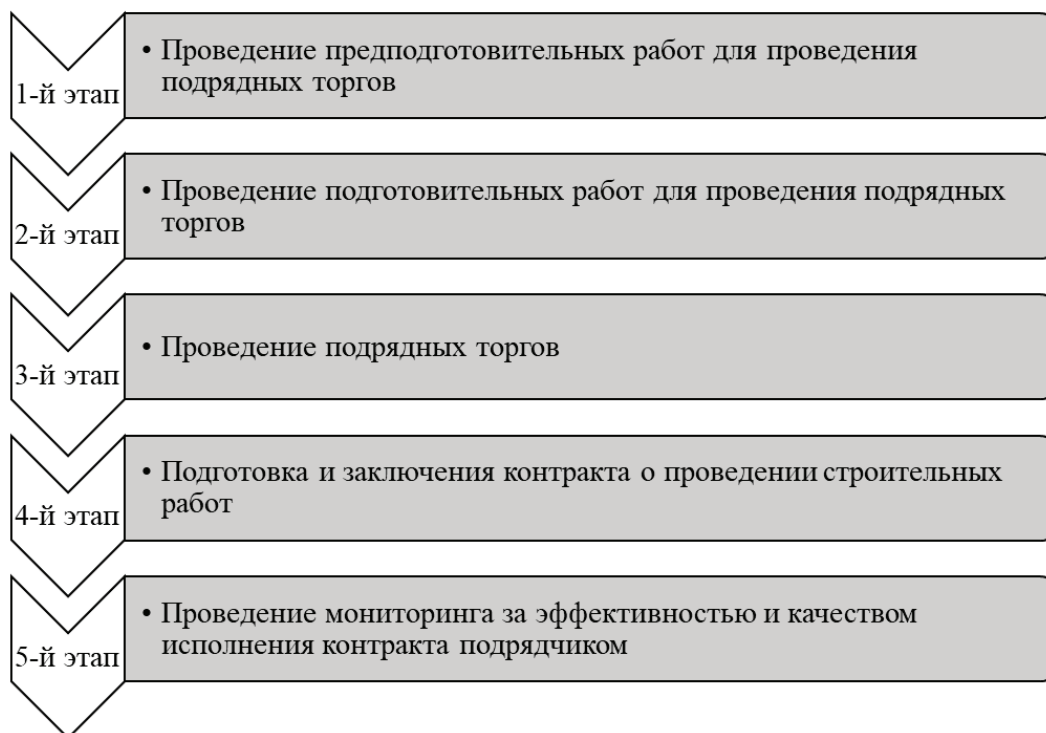 1-й этап
• Проведение предподготовительных работ для проведения
подрядных торгов
2-й этап
• Проведение подготовительных работ для проведения подрядных
торгов
3-й этап
• Проведение подрядных торгов
4-й этап
• Подготовка и заключения контракта о проведении строительных
работ
5-й этап
• Проведение мониторинга за эффективностью и качеством
исполнения контракта подрядчиком